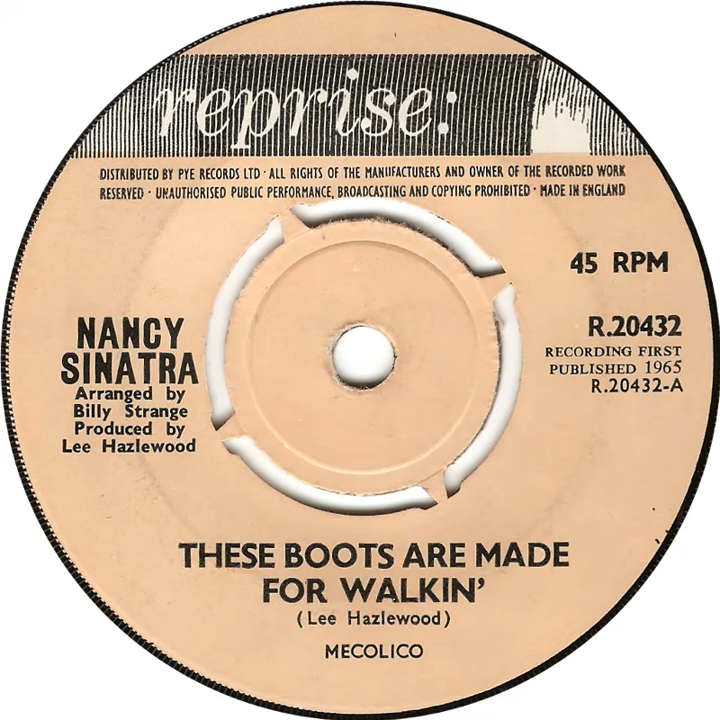 reprise:
DISTRIBUTED BY PYE RECORDS LTD · ALL RIGHTS OF THE MANUFACTURERS AND OWNER OF THE RECORDED WORK
RESERVED · UNAUTHORISED PUBLIC PERFORMANCE, BROADCASTING AND COPYING PROHIBITED · MADE IN ENGLAND
45 RPM
NANCY
SINATRA
Arranged by
Billy Strange
Produced by
Lee Hazlewood
R.20432
RECORDING FIRST
PUBLISHED 1965
R.20432-A
THESE BOOTS ARE MADE
FOR WALKIN’
(Lee Hazlewood)
MECOLICO